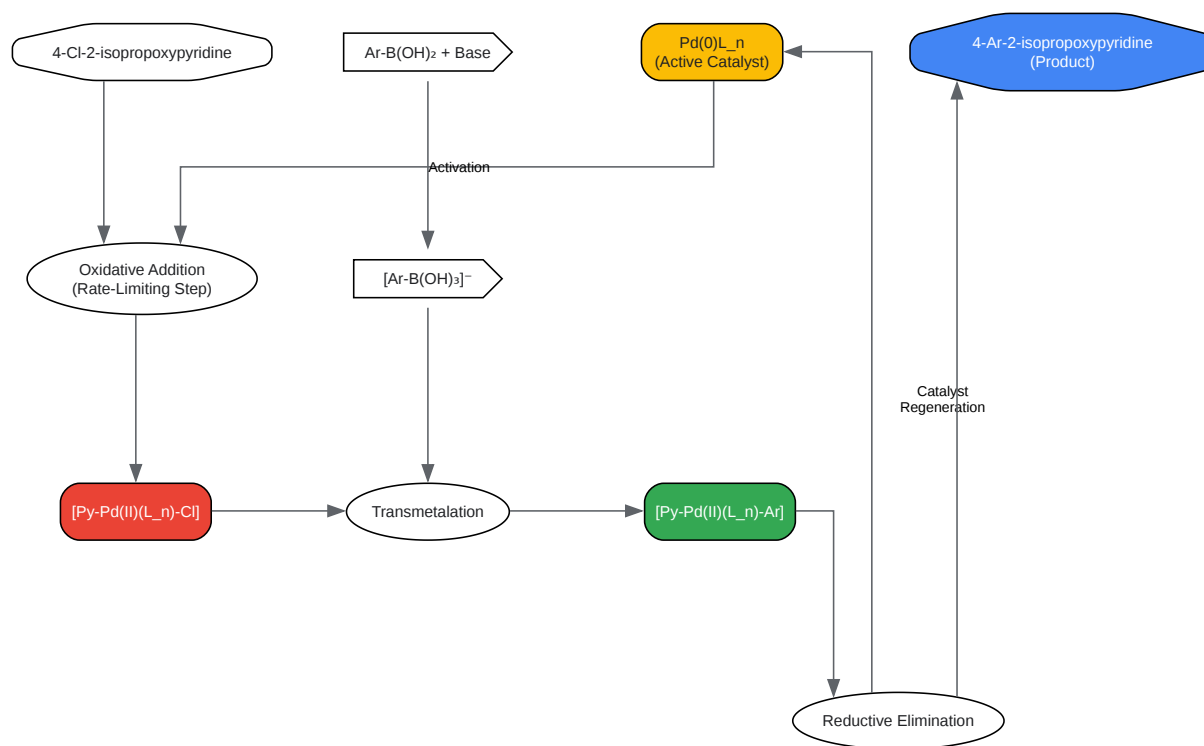 4-Cl-2-isopropoxypyridine
Ar-B(OH)₂ + Base
Pd(0)L_n
(Active Catalyst)
4-Ar-2-isopropoxypyridine
(Product)
Activation
Oxidative Addition
(Rate-Limiting Step)
[Ar-B(OH)₃]⁻
Catalyst
Regeneration
[Py-Pd(II)(L_n)-Cl]
Transmetalation
[Py-Pd(II)(L_n)-Ar]
Reductive Elimination